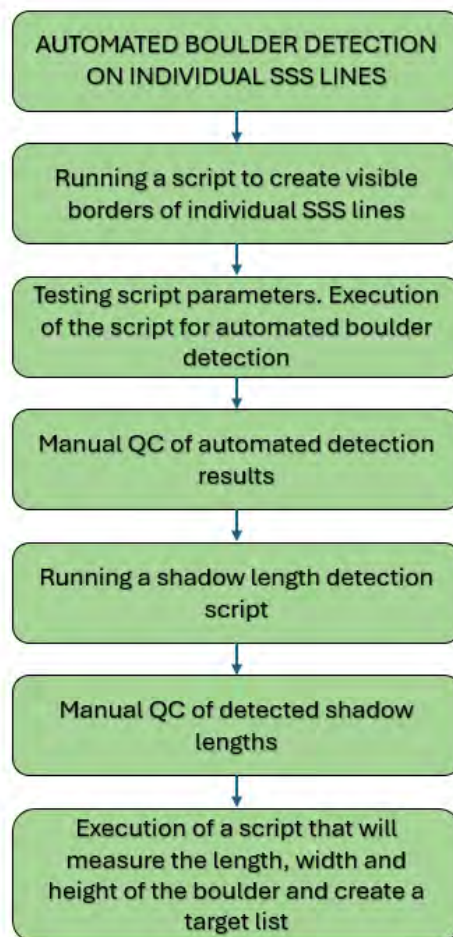 AUTOMATED BOULDER DETECTION
ON INDIVIDUAL SSS LINES
Running a script to create visible
borders of individual SSS lines
Testing script parameters. Execution
of the script for automated boulder
detection
Manual QC of automated detection
results
Running a shadow length detection
script
Manual QC of detected shadow
lengths
Execution of a script that will
measure the length, width and
height of the boulder and create a
target list